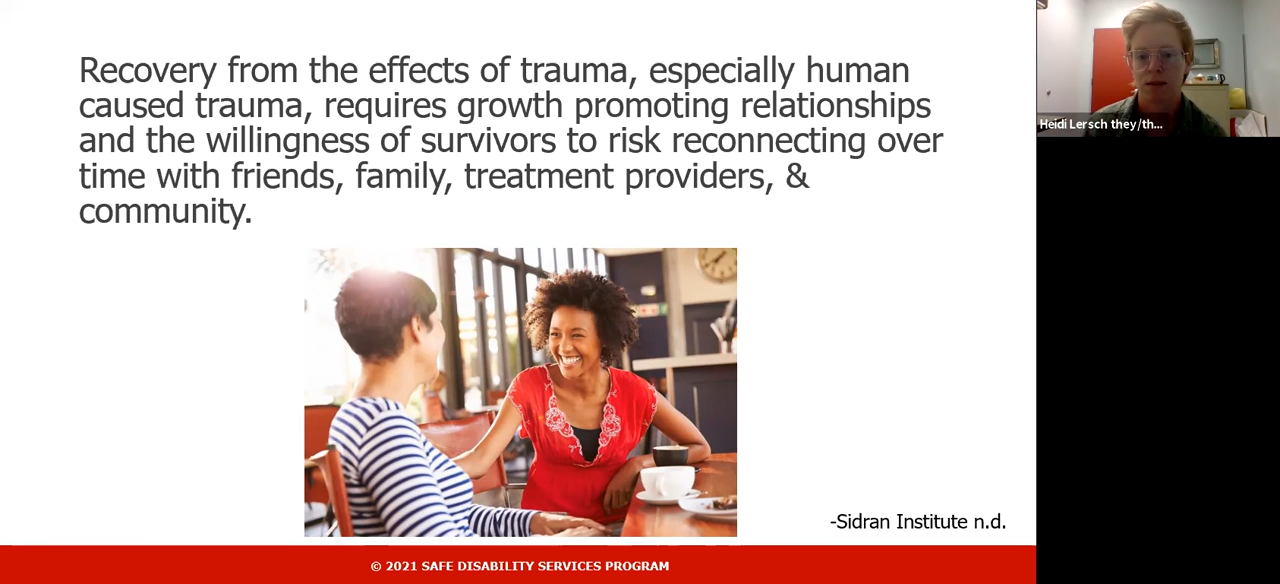 Recovery from the effects of trauma, especially human
caused trauma, requires growth promoting relationships
and the willingness of survivors to risk reconnecting over
time with friends, family, treatment providers, &
community.
-Sidran Institute n.d.
© 2021 SAFE DISABILITY SERVICES PROGRAM
Heidi Lersch they/th...